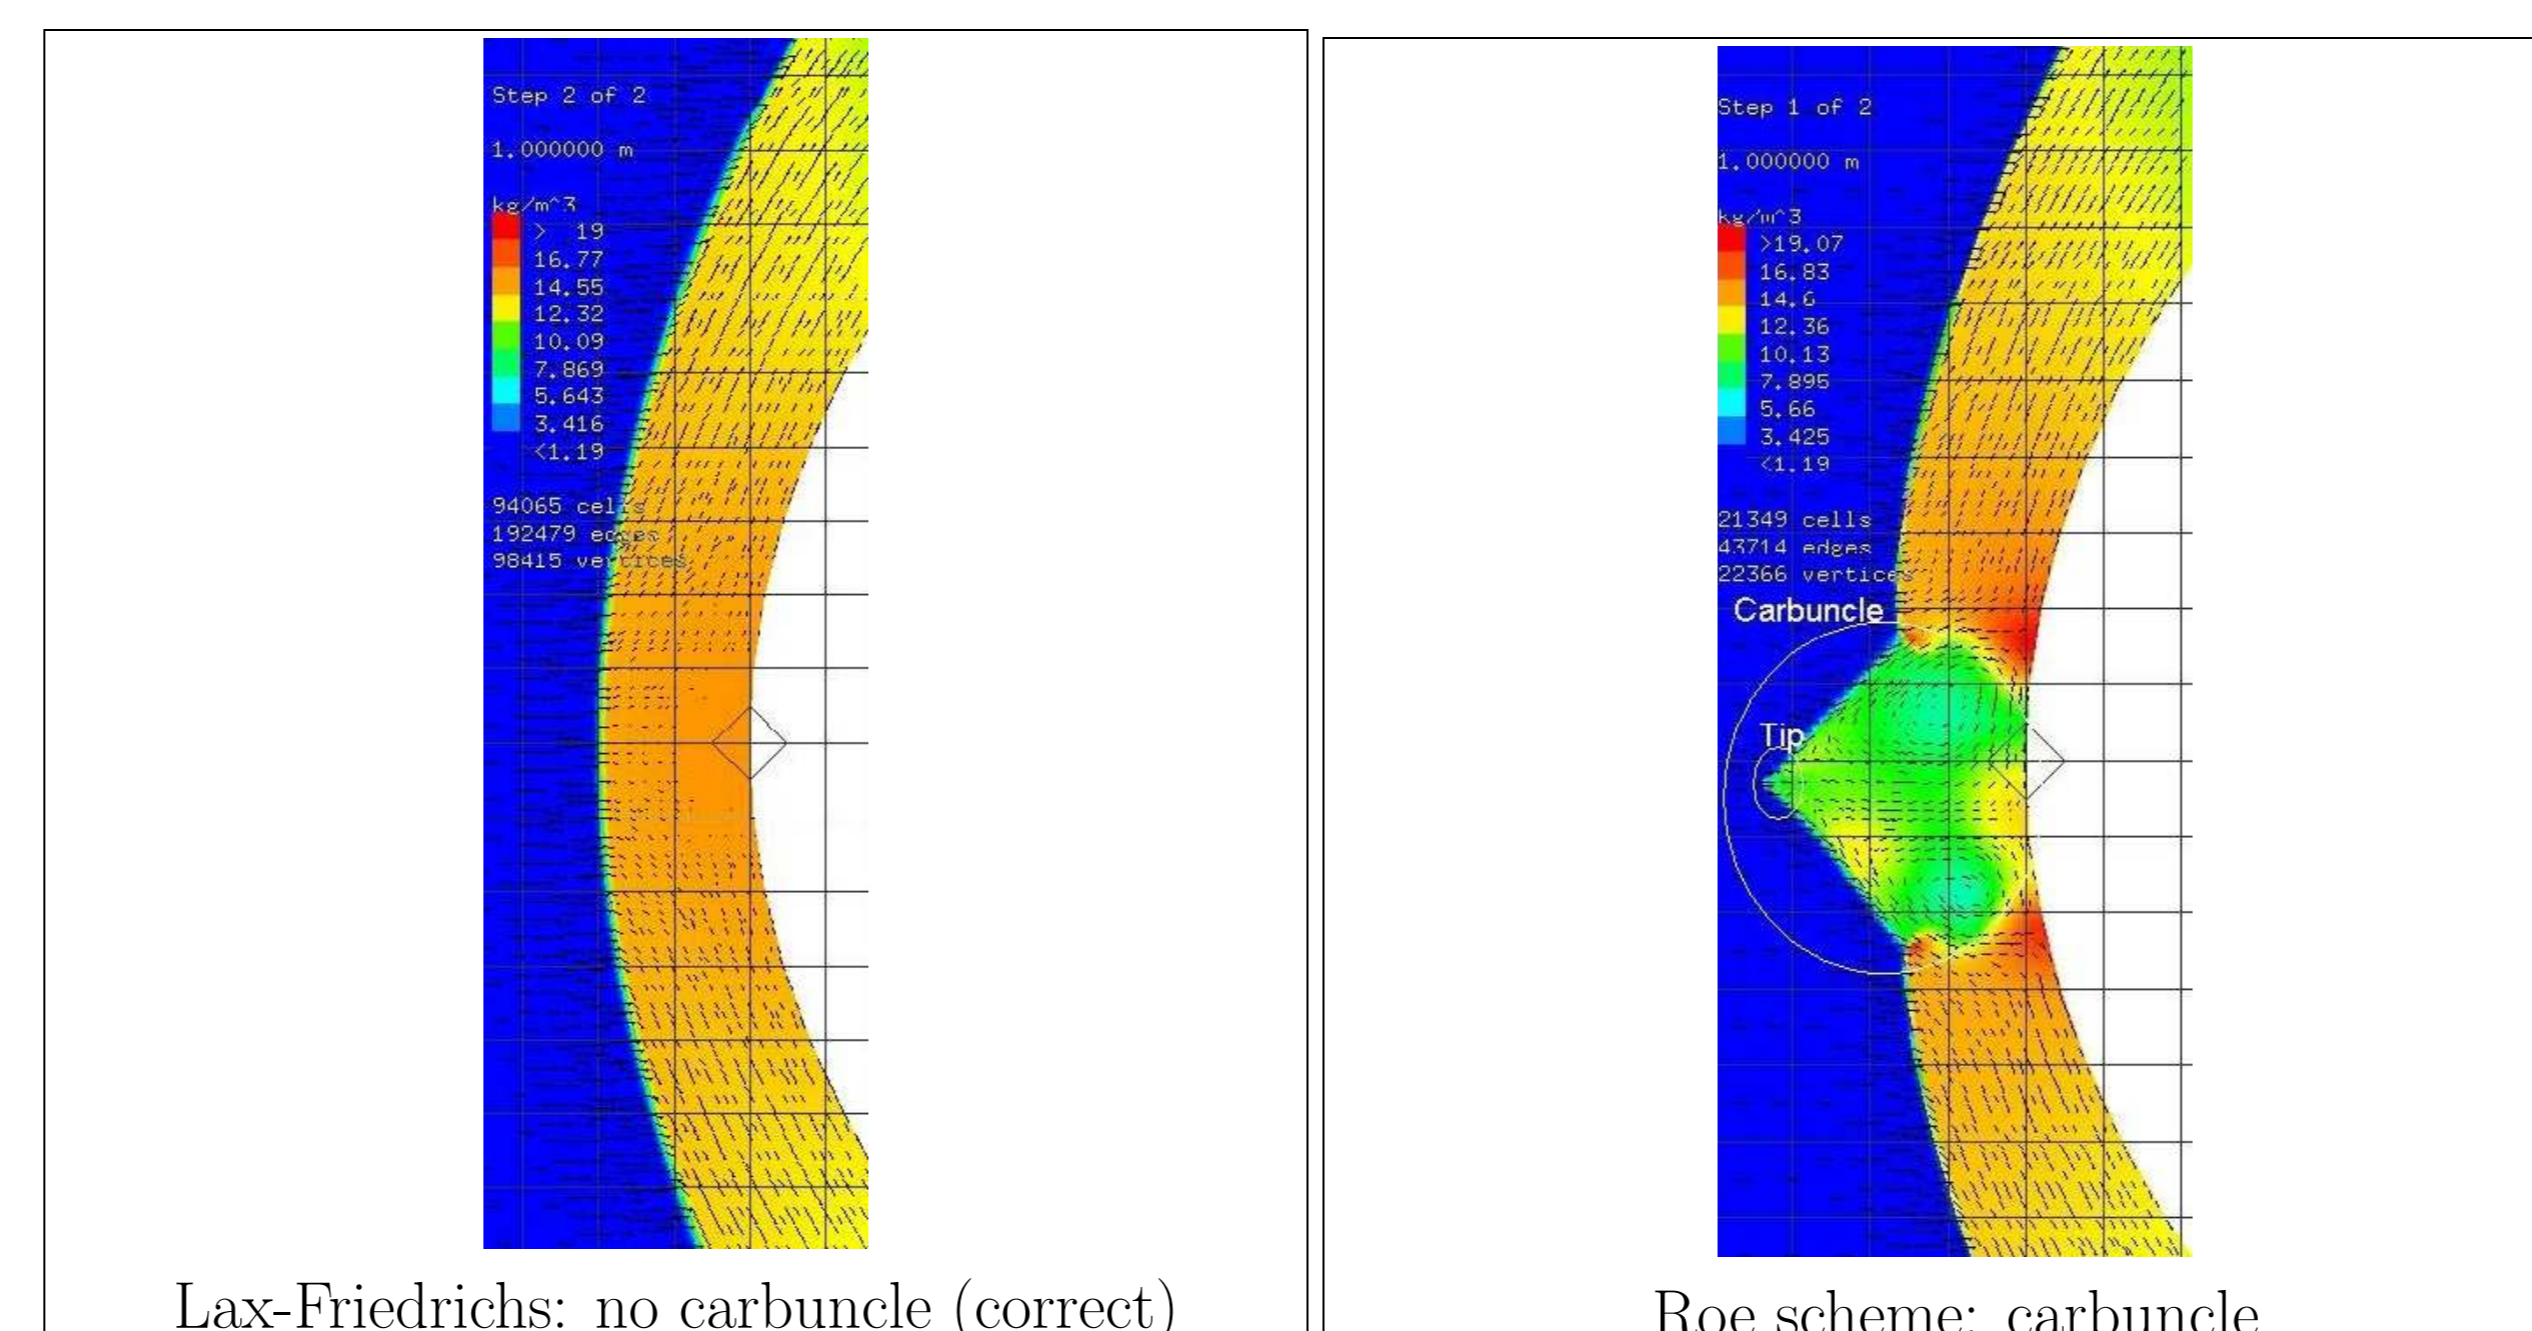 Step 2 of 2
1.000000 m
kg/m^3
> 19
16.77
14.55
12.32
10.09
7.869
5.643
3.416
<1.19
94065 cells
192479 edges
98415 vertices
Lax-Friedrichs: no carbuncle (correct)
Step 1 of 2
1.000000 m
kg/m^3
>19.07
16.83
14.6
12.36
10.13
7.895
5.66
3.425
<1.19
21349 cells
43714 edges
22366 vertices
Carbuncle
Tip
Roe scheme: carbuncle